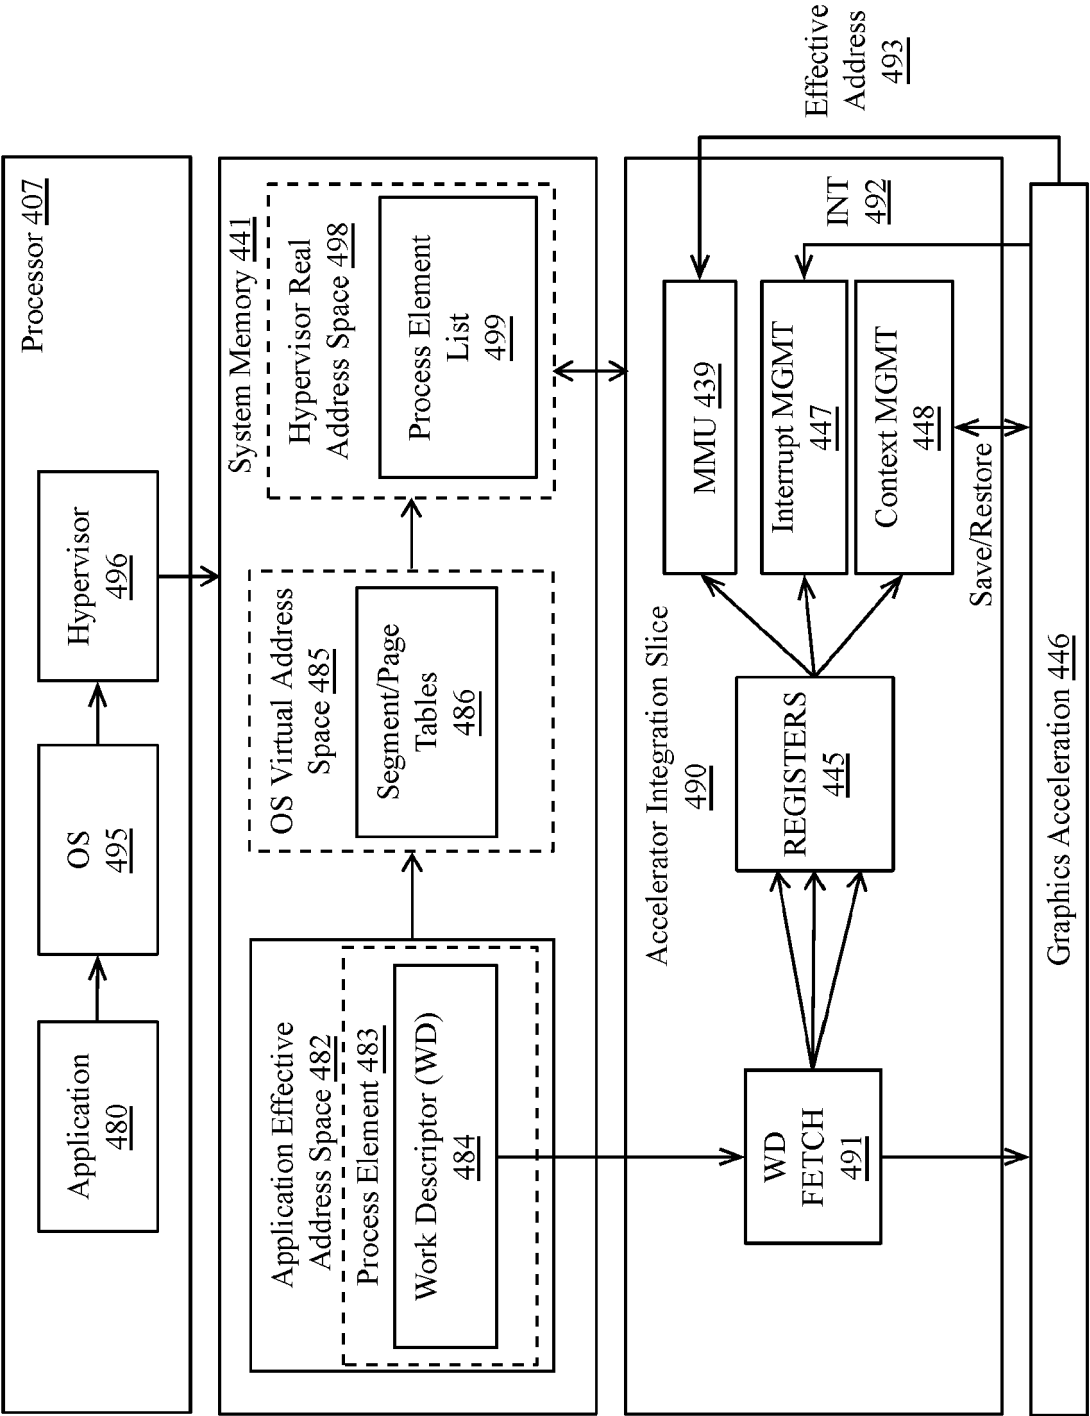 Processor 407
Application
480
OS
495
Hypervisor
496
System Memory 441
Application Effective
Address Space 482
Process Element 483
Work Descriptor (WD)
484
OS Virtual Address
Space 485
Segment/Page
Tables
486
Hypervisor Real
Address Space 498
Process Element
List
499
Accelerator Integration Slice
490
WD
FETCH
491
REGISTERS
445
MMU 439
Interrupt MGMT
447
Context MGMT
448
INT
492
Effective
Address
493
Save/Restore
Graphics Acceleration 446